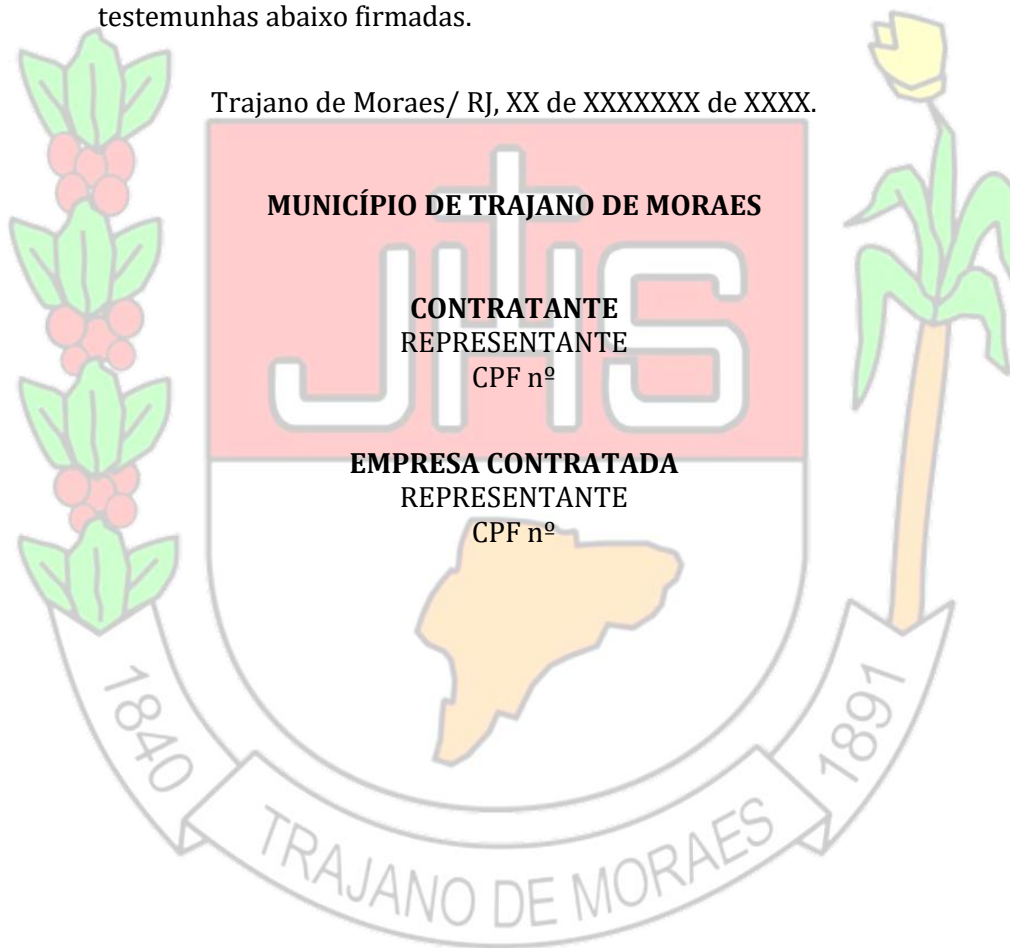 testemunhas abaixo firmadas.
Trajano de Moraes/ RJ, XX de XXXXXXX de XXXX.
MUNICÍPIO DE TRAJANO DE MORAES
JHS
CONTRATANTE
REPRESENTANTE
CPF nº
EMPRESA CONTRATADA
REPRESENTANTE
CPF nº
1840
TRAJANO DE MORAES
1891